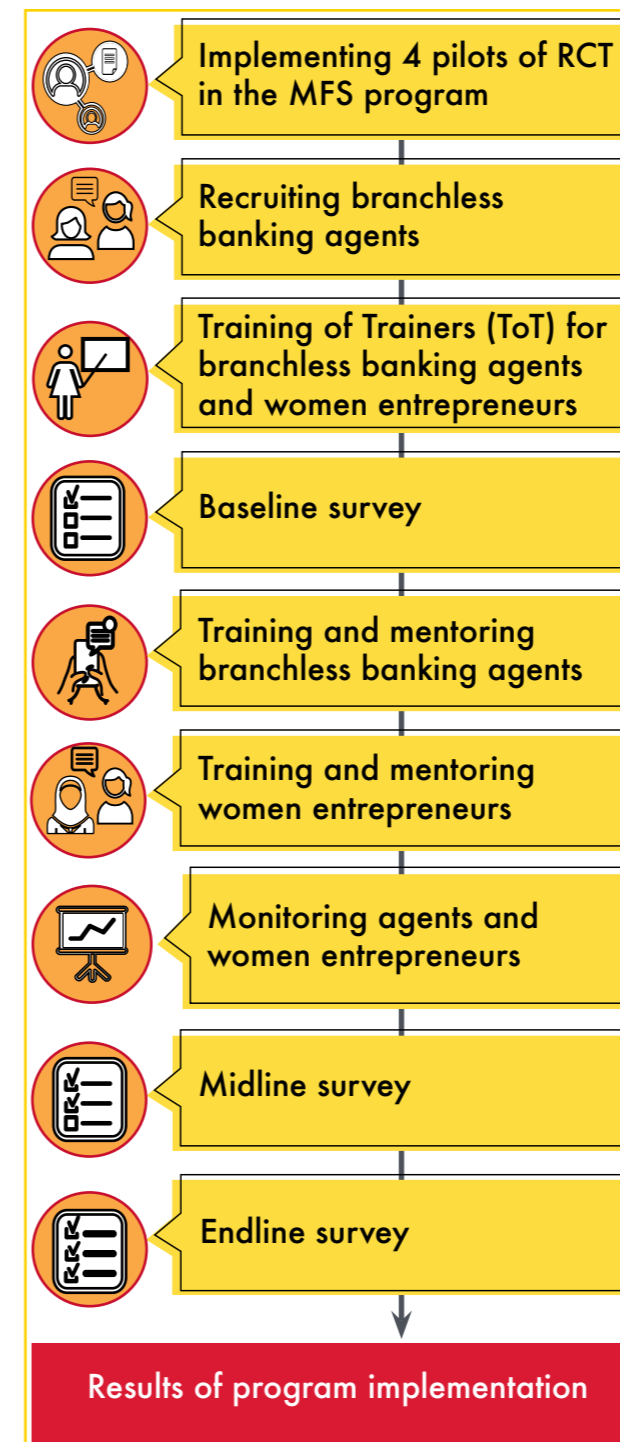 Implementing 4 pilots of RCT
in the MFS program
Recruiting branchless
banking agents
Training of Trainers (ToT) for
branchless banking agents
and women entrepreneurs
Baseline survey
Training and mentoring
branchless banking agents
Training and mentoring
women entrepreneurs
Monitoring agents and
women entrepreneurs
Midline survey
Endline survey
Results of program implementation